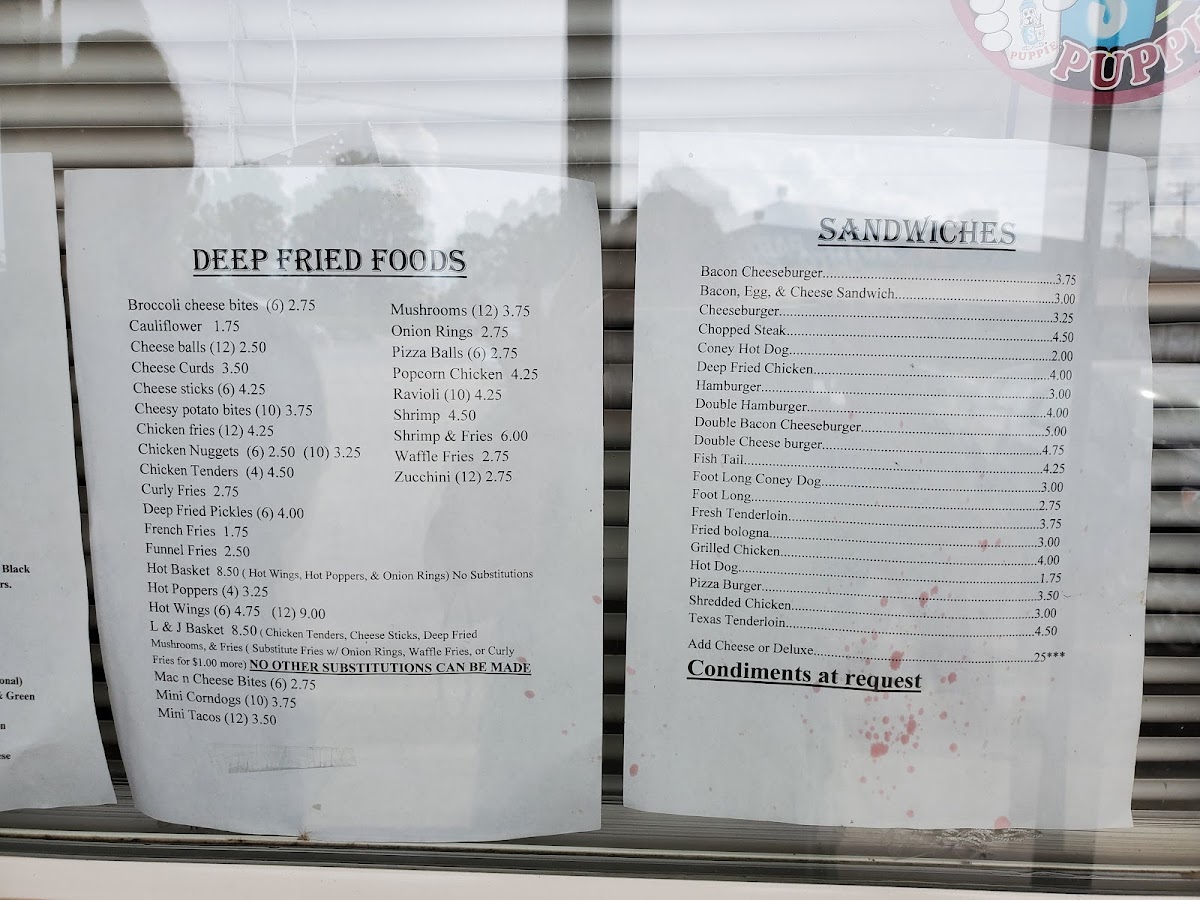 Black
rs.
onal)
& Green
n
se
DEEP FRIED FOODS
Broccoli cheese bites (6) 2.75
Cauliflower 1.75
Cheese balls (12) 2.50
Cheese Curds 3.50
Cheese sticks (6) 4.25
Cheesy potato bites (10) 3.75
Chicken fries (12) 4.25
Chicken Nuggets (6) 2.50 (10) 3.25
Chicken Tenders (4) 4.50
Curly Fries 2.75
Deep Fried Pickles (6) 4.00
French Fries 1.75
Funnel Fries 2.50
Hot Basket 8.50 ( Hot Wings, Hot Poppers, & Onion Rings) No Substitutions
Hot Poppers (4) 3.25
Hot Wings (6) 4.75 (12) 9.00
L & J Basket 8.50 ( Chicken Tenders, Cheese Sticks, Deep Fried
Mushrooms, & Fries ( Substitute Fries w/ Onion Rings, Waffle Fries, or Curly
Fries for $1.00 more) NO OTHER SUBSTITUTIONS CAN BE MADE
Mac n Cheese Bites (6) 2.75
Mini Corndogs (10) 3.75
Mini Tacos (12) 3.50
Mushrooms (12) 3.75
Onion Rings 2.75
Pizza Balls (6) 2.75
Popcorn Chicken 4.25
Ravioli (10) 4.25
Shrimp 4.50
Shrimp & Fries 6.00
Waffle Fries 2.75
Zucchini (12) 2.75
PUPPIE
PUPPI
SANDWICHES
Bacon Cheeseburger...3.75
Bacon, Egg, & Cheese Sandwich...3.00
Cheeseburger...3.25
Chopped Steak...4.50
Coney Hot Dog...2.00
Deep Fried Chicken...4.00
Hamburger...3.00
Double Hamburger...4.00
Double Bacon Cheeseburger...5.00
Double Cheese burger...4.75
Fish Tail...4.25
Foot Long Coney Dog...3.00
Foot Long...2.75
Fresh Tenderloin...3.75
Fried bologna...3.00
Grilled Chicken...4.00
Hot Dog...1.75
Pizza Burger...3.50
Shredded Chicken...3.00
Texas Tenderloin...4.50
Add Cheese or Deluxe....25***
Condiments at request